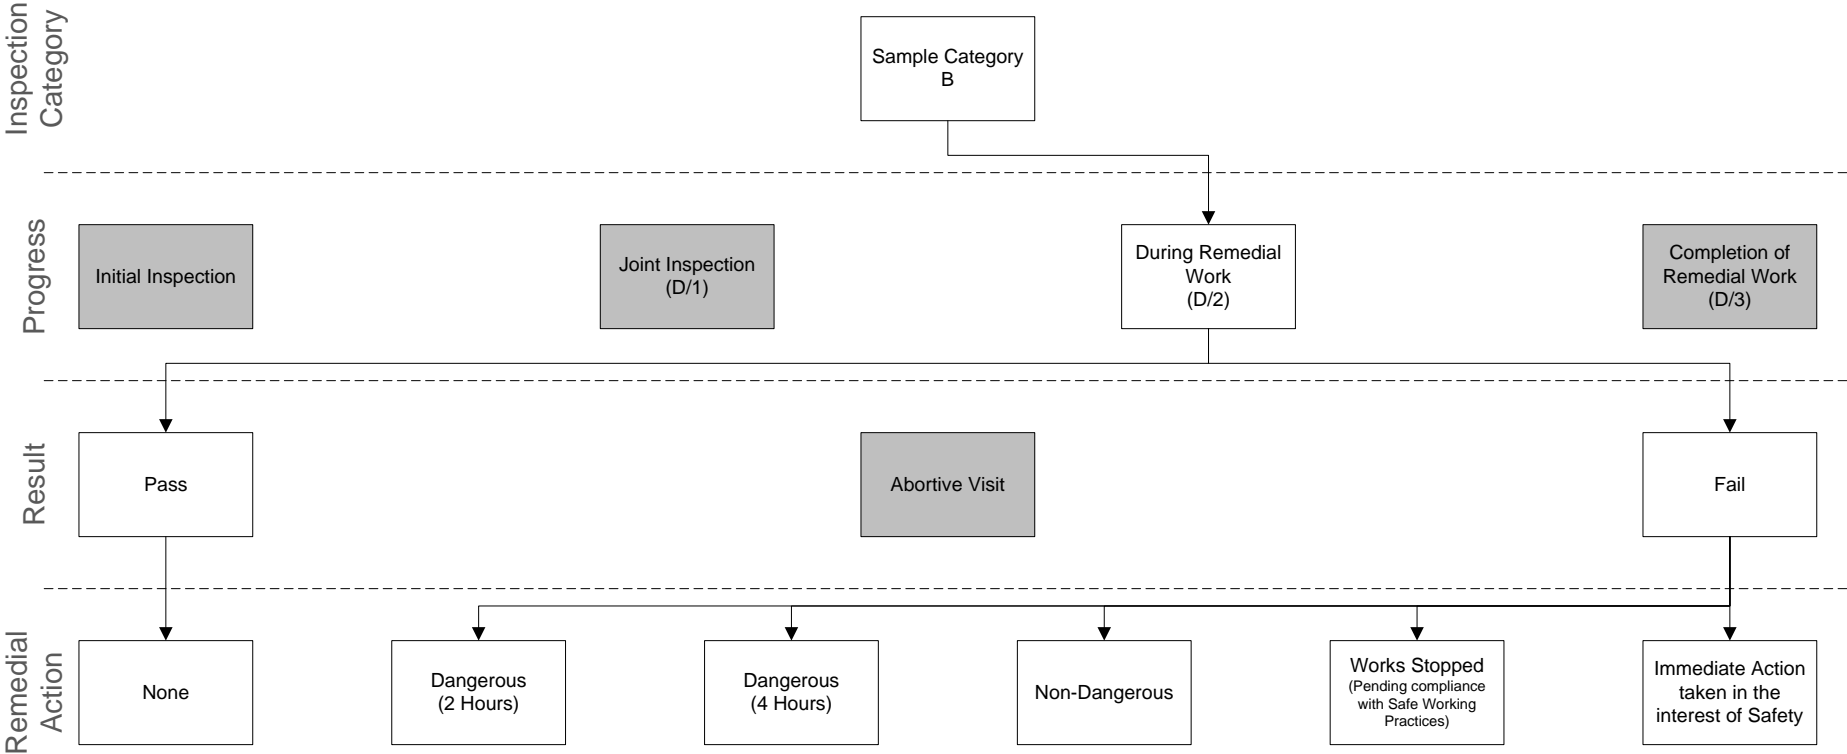 Inspection
Category
Sample Category
B
Progress
Initial Inspection
Joint Inspection
(D/1)
During Remedial
Work
(D/2)
Completion of
Remedial Work
(D/3)
Result
Pass
Abortive Visit
Fail
Remedial
Action
None
Dangerous
(2 Hours)
Dangerous
(4 Hours)
Non-Dangerous
Works Stopped
(Pending compliance
with Safe Working
Practices)
Immediate Action
taken in the
interest of Safety